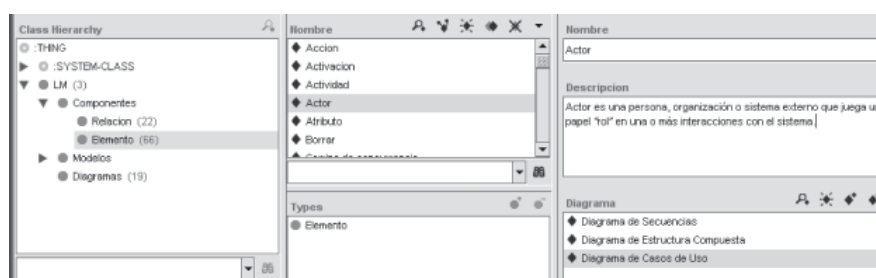 Class Hierarchy
:THING
:SYSTEM-CLASS
LM (3)
Componentes
Relacion (22)
Elemento (66)
Modelos
Diagramas (19)
Nombre
Accion
Activacion
Actividad
Actor
Atributo
Borrar
Camino de concurrencia
Types
Elemento
Nombre
Actor
Descripcion
Actor es una persona, organización o sistema externo que juega u
papel "rol" en una o más interacciones con el sistema.
Diagrama
Diagrama de Secuencias
Diagrama de Estructura Compuesta
Diagrama de Casos de Uso